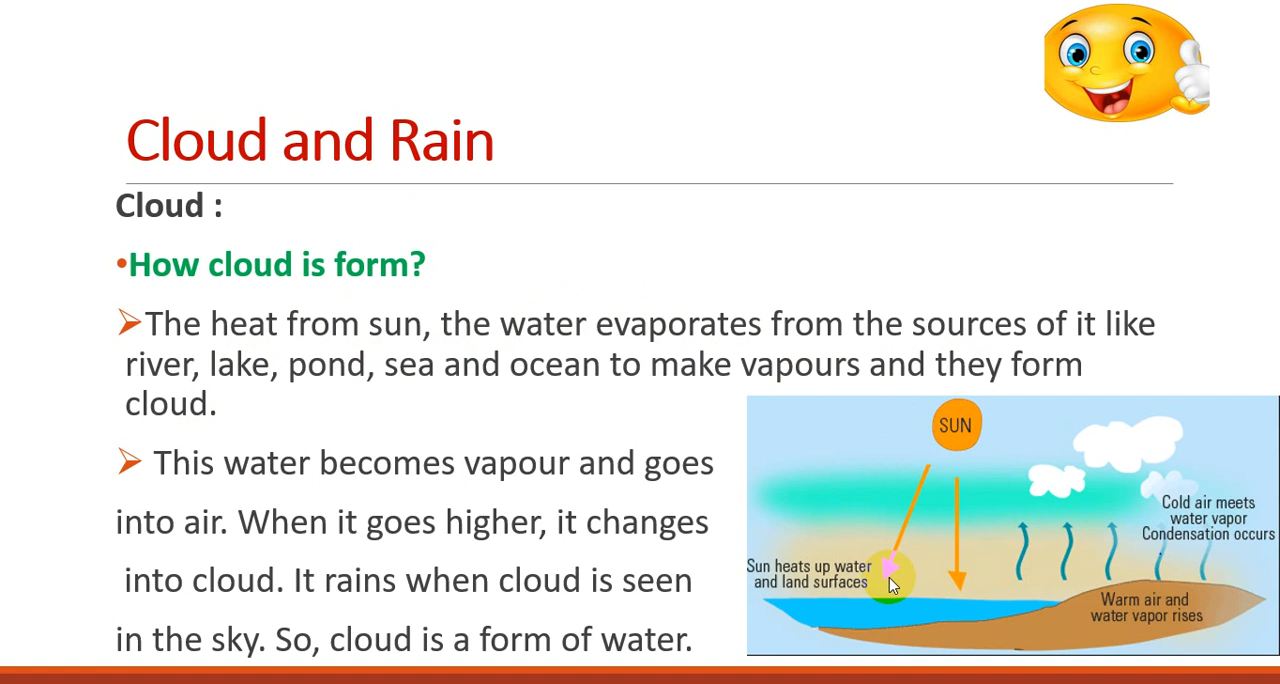 Cloud and Rain
Cloud :
•How cloud is form?
➢The heat from sun, the water evaporates from the sources of it like
river, lake, pond, sea and ocean to make vapours and they form
cloud.
➢ This water becomes vapour and goes
into air. When it goes higher, it changes
into cloud. It rains when cloud is seen
in the sky. So, cloud is a form of water.
SUN
Cold air meets
water vapor
Condensation occurs
Sun heats up water
and land surfaces
Warm air and
water vapor rises